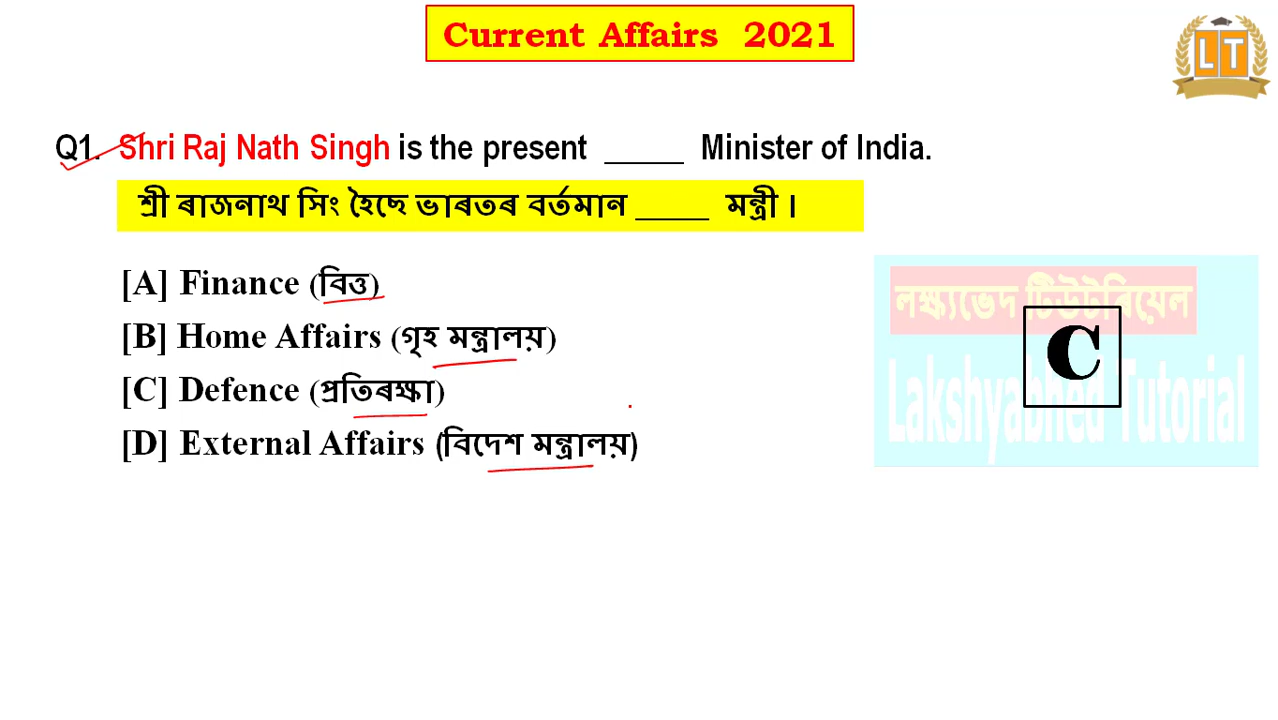 Current Affairs 2021
LT
Q1. Shri Raj Nath Singh is the present _____ Minister of India.
শ্ৰী ৰাজনাথ সিং হৈছে ভাৰতৰ বৰ্তমান _____ মন্ত্ৰী ।
[A] Finance (বিত্ত)
[B] Home Affairs (গৃহ মন্ত্ৰালয়)
[C] Defence (প্ৰতিৰক্ষা)
[D] External Affairs (বিদেশ মন্ত্ৰালয়)
লক্ষ্যভেদ টিউটৰিয়েল
C
Lakshyabhed Tutorial